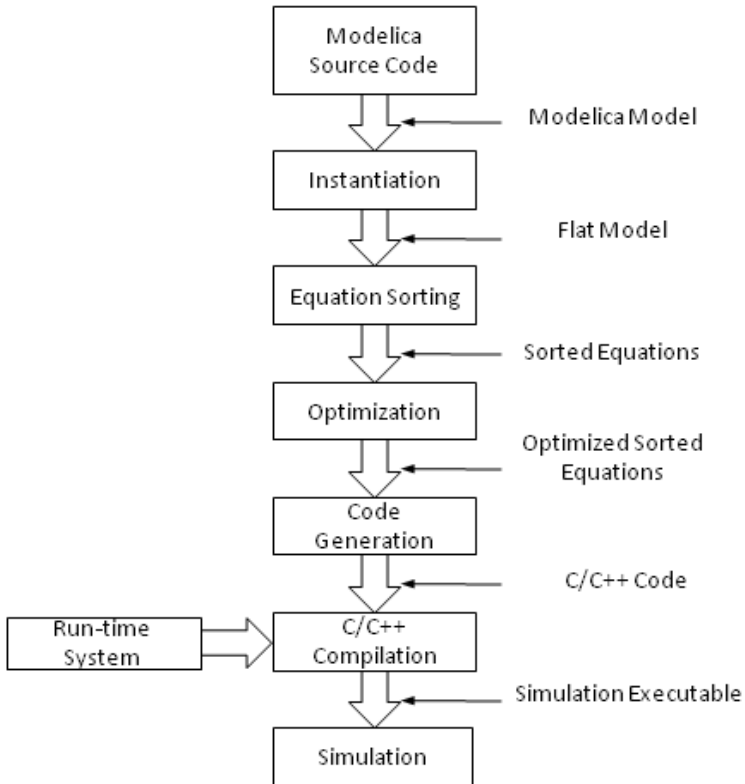 Modelica
Source Code
Modelica Model
Instantiation
Flat Model
Equation Sorting
Sorted Equations
Optimization
Optimized Sorted
Equations
Code
Generation
C/C++ Code
Run-time
System
C/C++
Compilation
Simulation Executable
Simulation